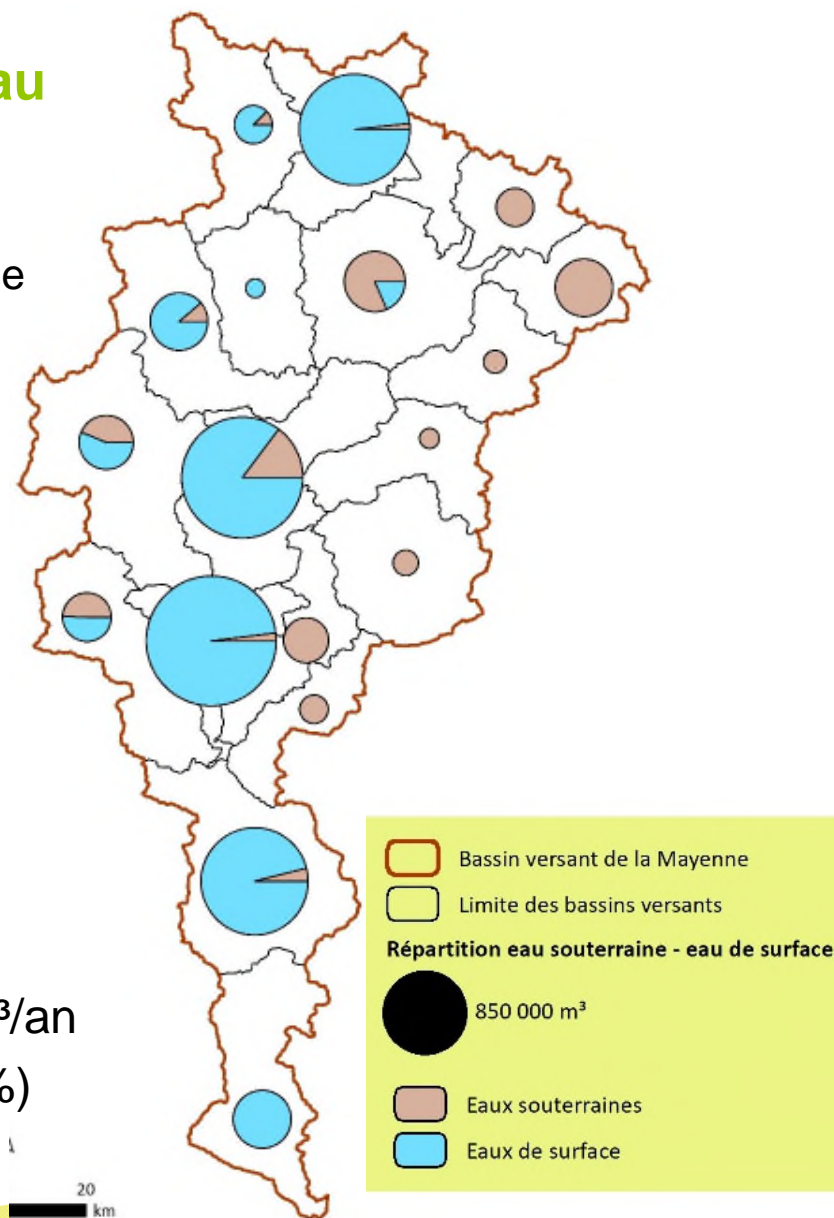 au
e
³/an
%)
20
km
Bassin versant de la Mayenne
Limite des bassins versants
Répartition eau souterraine - eau de surface
850 000 m³
Eaux souterraines
Eaux de surface